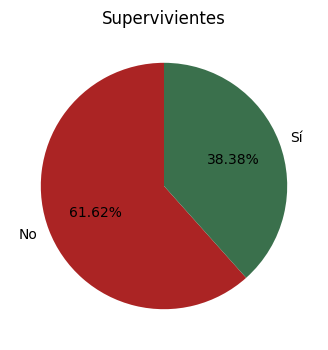 Supervivientes
Sí
38.38%
61.62%
No